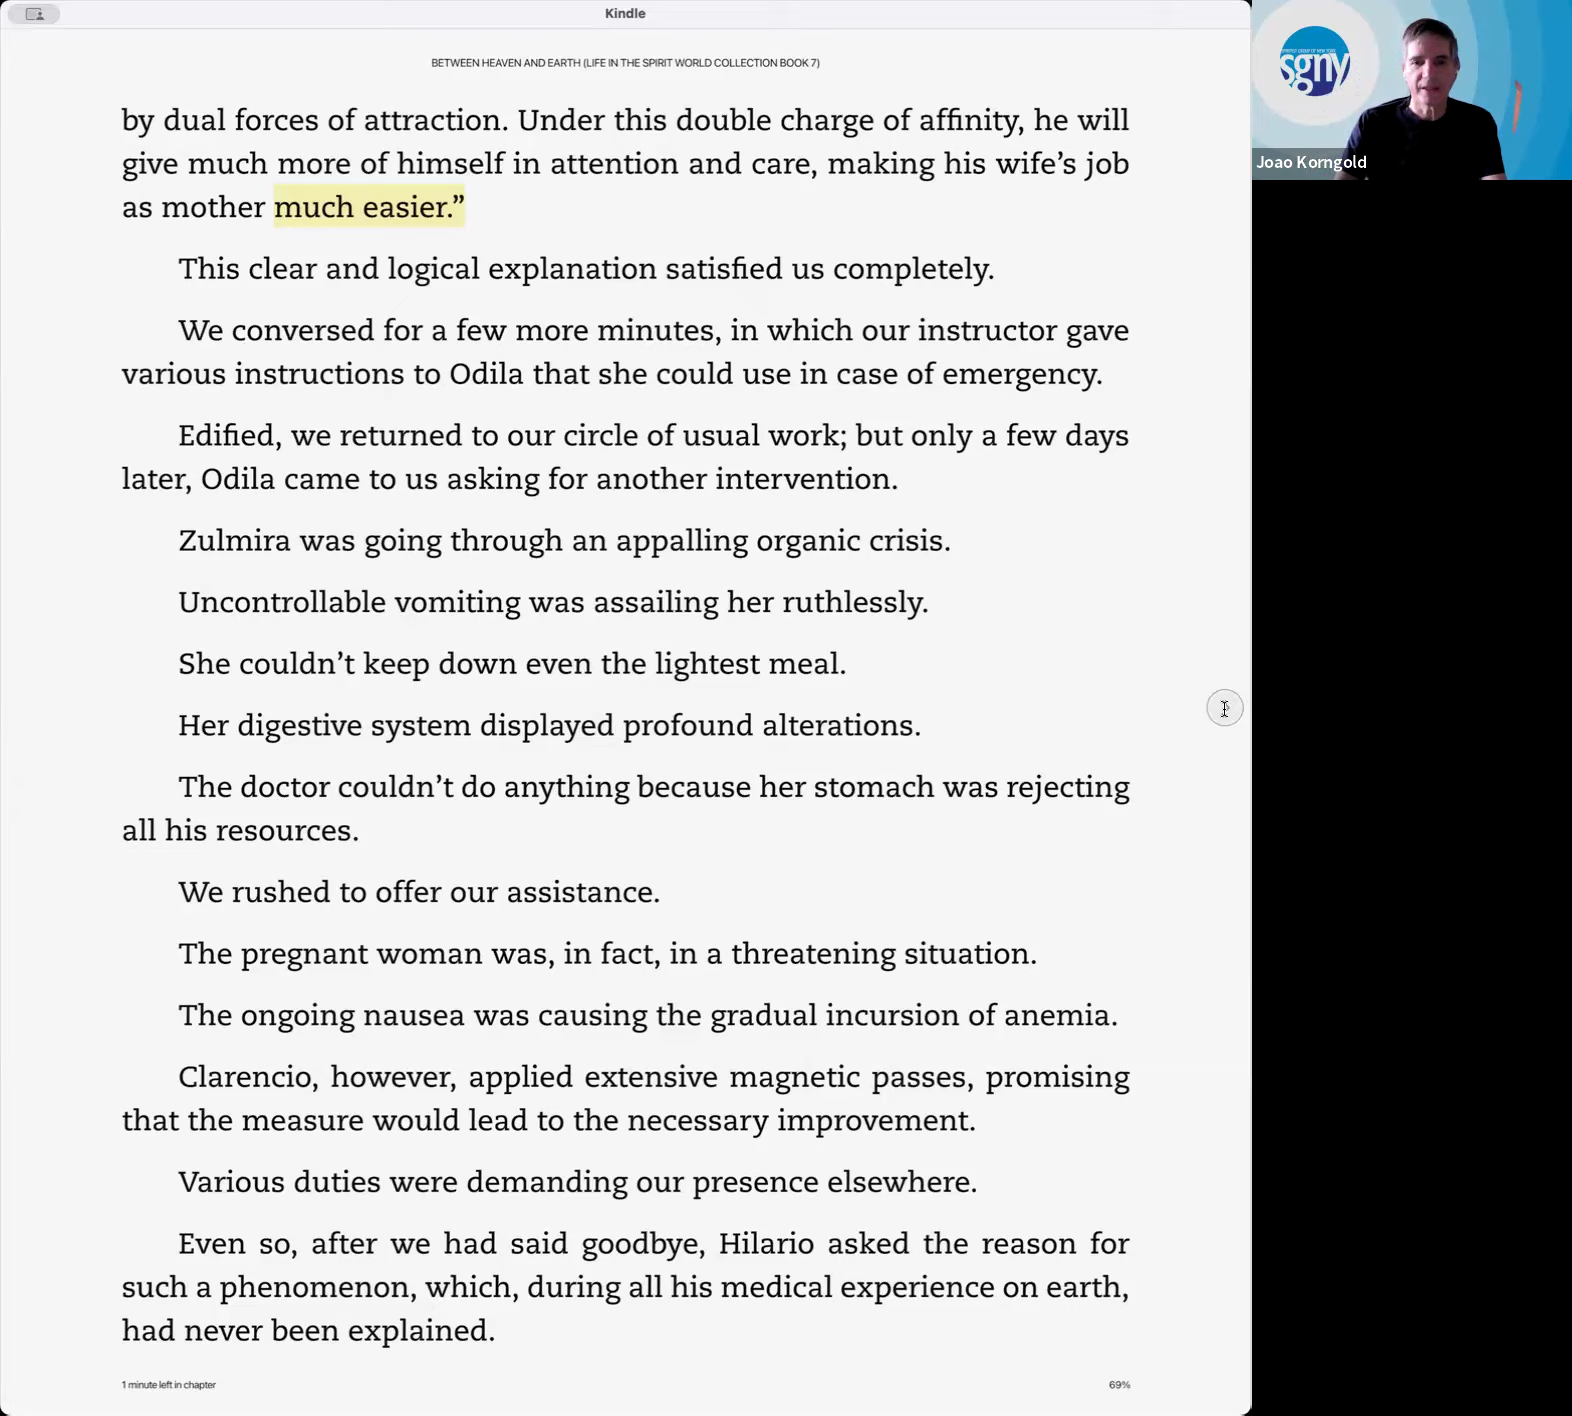 Kindle
BETWEEN HEAVEN AND EARTH (LIFE IN THE SPIRIT WORLD COLLECTION BOOK 7)
by dual forces of attraction. Under this double charge of affinity, he will
give much more of himself in attention and care, making his wife’s job
as mother much easier.”
This clear and logical explanation satisfied us completely.
We conversed for a few more minutes, in which our instructor gave
various instructions to Odila that she could use in case of emergency.
Edified, we returned to our circle of usual work; but only a few days
later, Odila came to us asking for another intervention.
Zulmira was going through an appalling organic crisis.
Uncontrollable vomiting was assailing her ruthlessly.
She couldn’t keep down even the lightest meal.
Her digestive system displayed profound alterations.
The doctor couldn’t do anything because her stomach was rejecting
all his resources.
We rushed to offer our assistance.
The pregnant woman was, in fact, in a threatening situation.
The ongoing nausea was causing the gradual incursion of anemia.
Clarencio, however, applied extensive magnetic passes, promising
that the measure would lead to the necessary improvement.
Various duties were demanding our presence elsewhere.
Even so, after we had said goodbye, Hilario asked the reason for
such a phenomenon, which, during all his medical experience on earth,
had never been explained.
1 minute left in chapter
69%
SPIRITIST GROUP OF NEW YORK
sgny
Joao Korngold